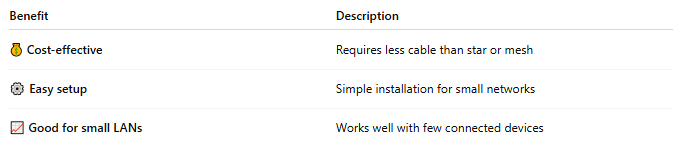 Benefit Description
💰 Cost-effective Requires less cable than star or mesh
⚙️ Easy setup Simple installation for small networks
📈 Good for small LANs Works well with few connected devices